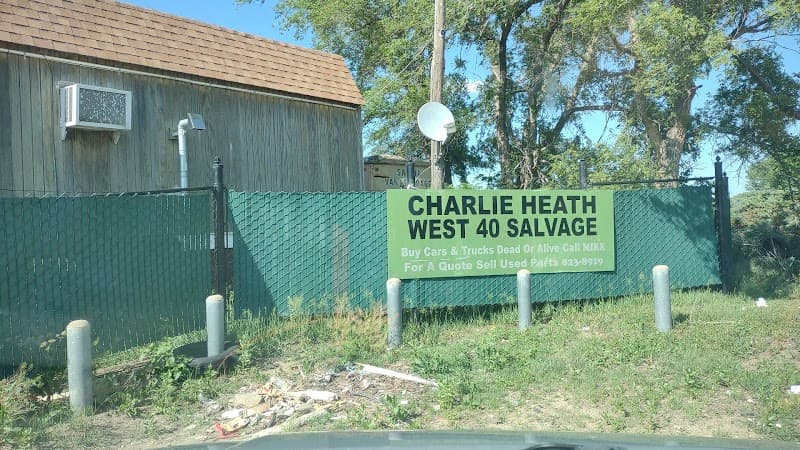 CHARLIE HEATH
WEST 40 SALVAGE
Buy Cars & Trucks Dead Or Alive Call MIKE
For A Quote Sell Used Parts 823-8919